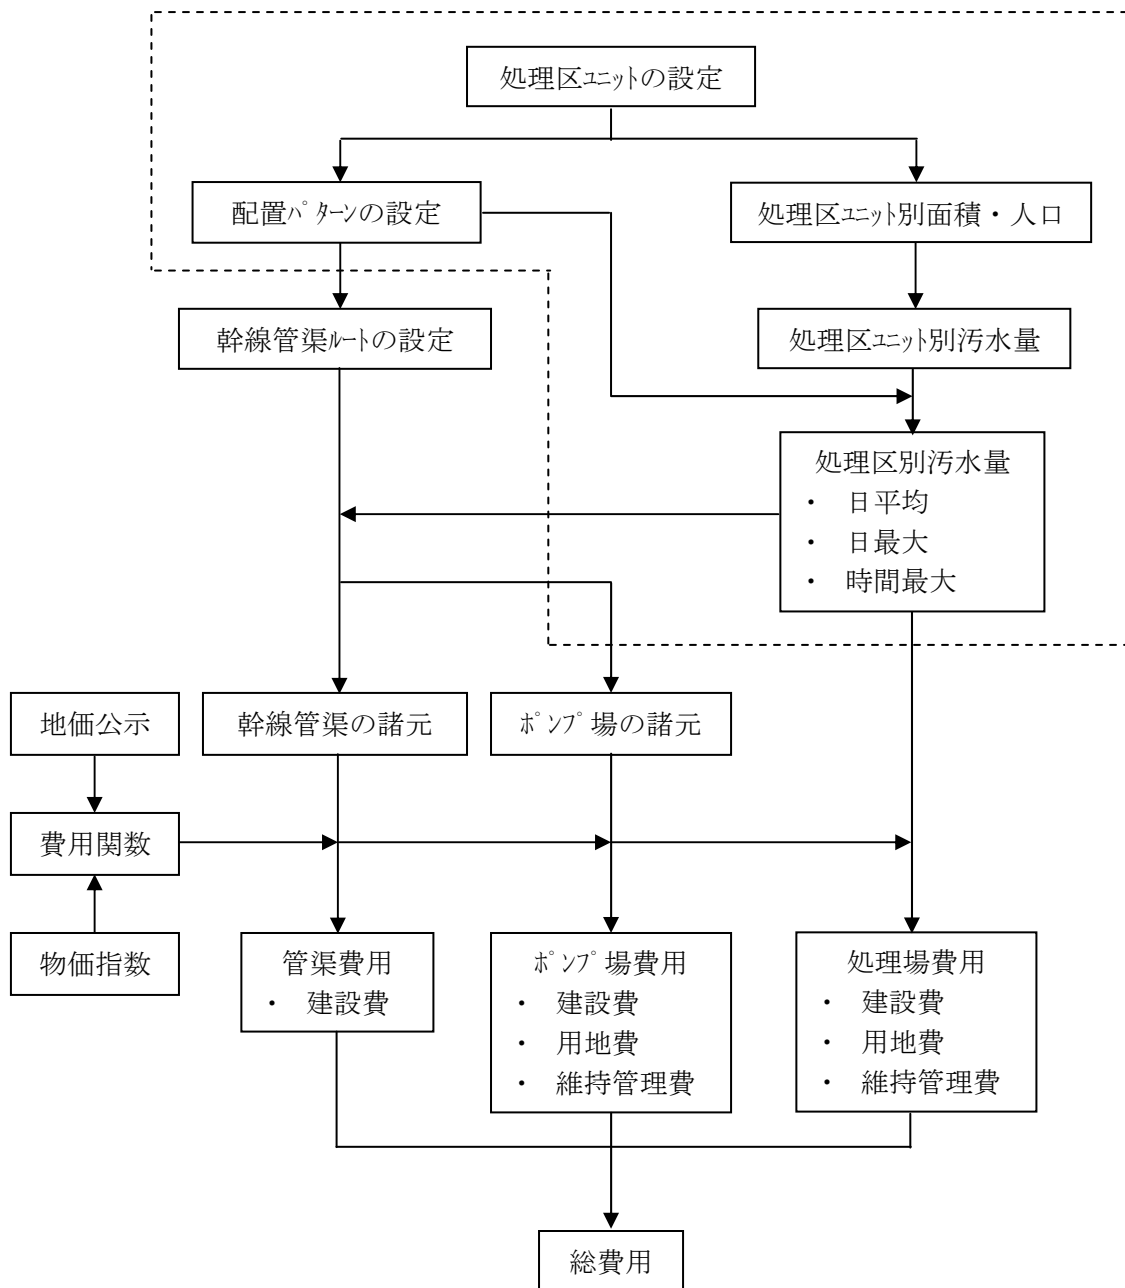 処理区ユニットの設定
配置パターンの設定
処理区ユニット別面積・人口
幹線管渠ルートの設定
処理区ユニット別汚水量
処理区別汚水量
・ 日平均
・ 日最大
・ 時間最大
地価公示
幹線管渠の諸元
ポンプ場の諸元
費用関数
物価指数
管渠費用
・ 建設費
ポンプ場費用
・ 建設費
・ 用地費
・ 維持管理費
処理場費用
・ 建設費
・ 用地費
・ 維持管理費
総費用